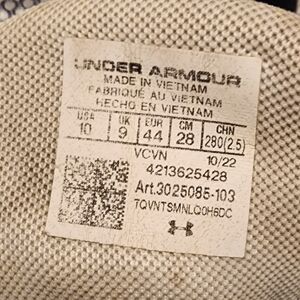 UNDER ARMOUR
MADE IN VIETNAM
FABRIQUÉ AU VIETNAM
HECHO EN VIETNAM
USA UK EUR CM CHN
10 9 44 28 280(2.5)
VCVN 10/22
4213625428
Art.3025085-103
7QVNTSMNLQ0H6DC